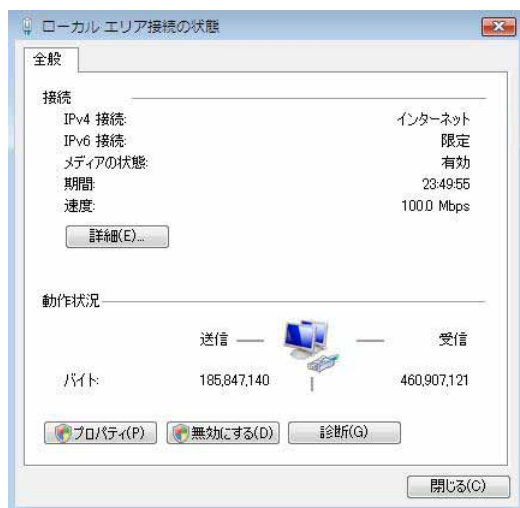 ローカル エリア接続の状態
全般
接続
IPv4 接続: インターネット
IPv6 接続: 限定
メディアの状態: 有効
期間: 23:49:55
速度: 100.0 Mbps
詳細(E)...
動作状況
送信 受信
バイト: 185,847,140 460,907,121
プロパティ(P) 無効にする(D) 診断(G)
閉じる(C)